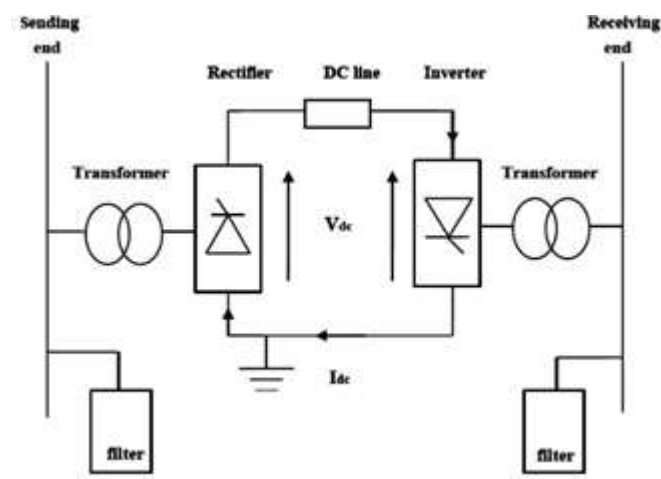 Sending
end
Receiving
end
Rectifier
DC line
Inverter
Transformer
Transformer
Vdc
Idc
filter
filter